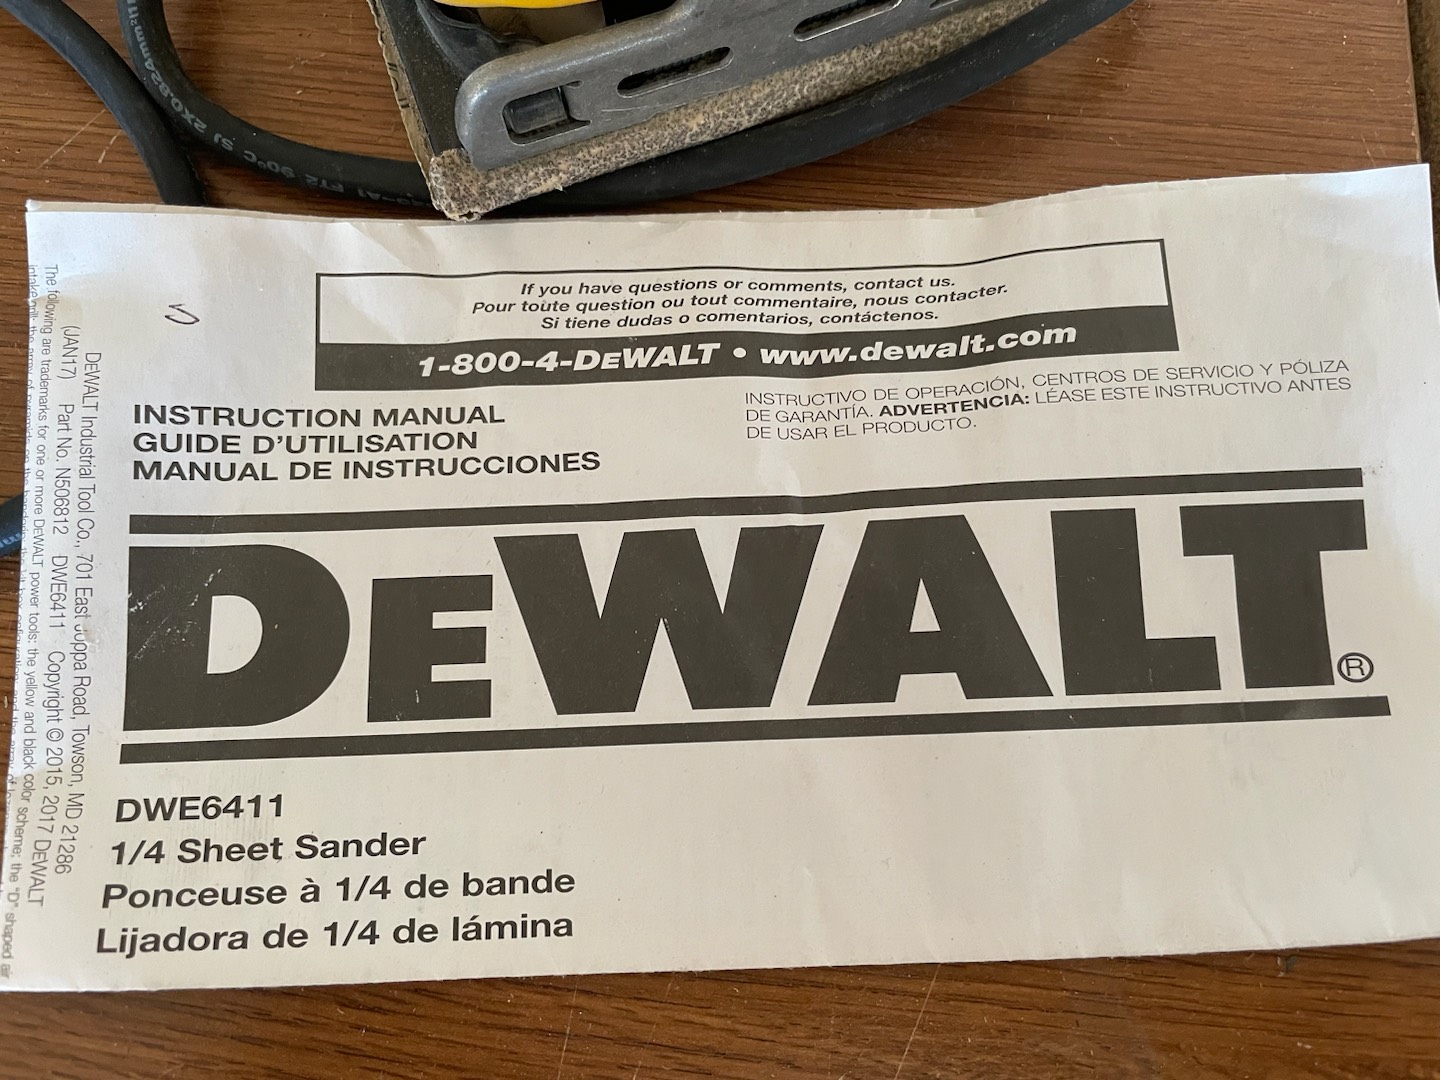 If you have questions or comments, contact us.
Pour toute question ou tout commentaire, nous contacter.
Si tiene dudas o comentarios, contáctenos.
1-800-4-DEWALT • www.dewalt.com
INSTRUCTION MANUAL
GUIDE D'UTILISATION
MANUAL DE INSTRUCCIONES
INSTRUCTIVO DE OPERACIÓN, CENTROS DE SERVICIO Y PÓLIZA
DE GARANTÍA. ADVERTENCIA: LÉASE ESTE INSTRUCTIVO ANTES
DE USAR EL PRODUCTO.
DEWALT®
DWE6411
1/4 Sheet Sander
Ponceuse à 1/4 de bande
Lijadora de 1/4 de lámina
DEWALT Industrial Tool Co., 701 East Joppa Road, Towson, MD 21286
(JAN17) Part No. N506812 DWE6411 Copyright © 2015, 2017 DEWALT
The following are trademarks for one or more DEWALT power tools: the yellow and black color scheme; the "D" shaped air
FT2 90°C SJ